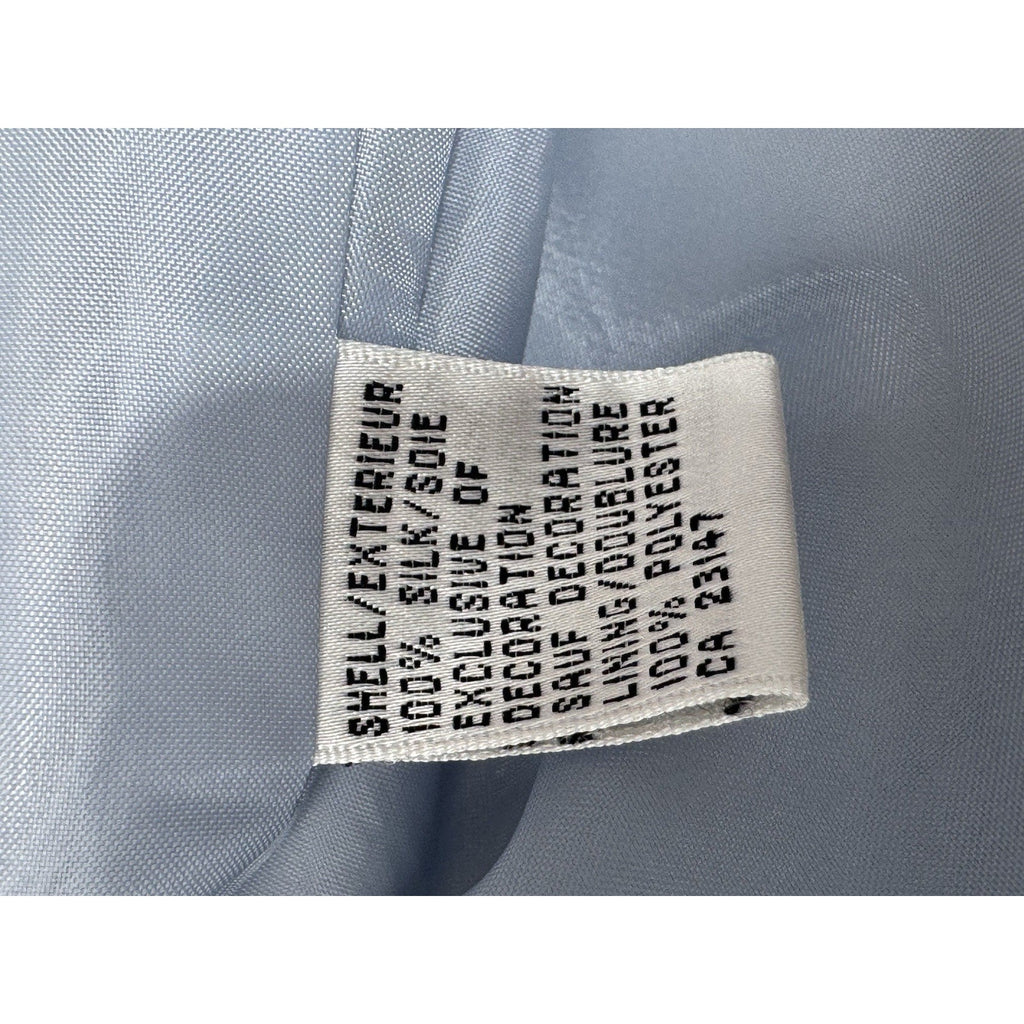 SHELL/EXTERIEUR
100% SILK/SOIE
EXCLUSIVE OF
DECORATION
SAUF DECORATION
LINING/DOUBLURE
100% POLYESTER
CA 23147